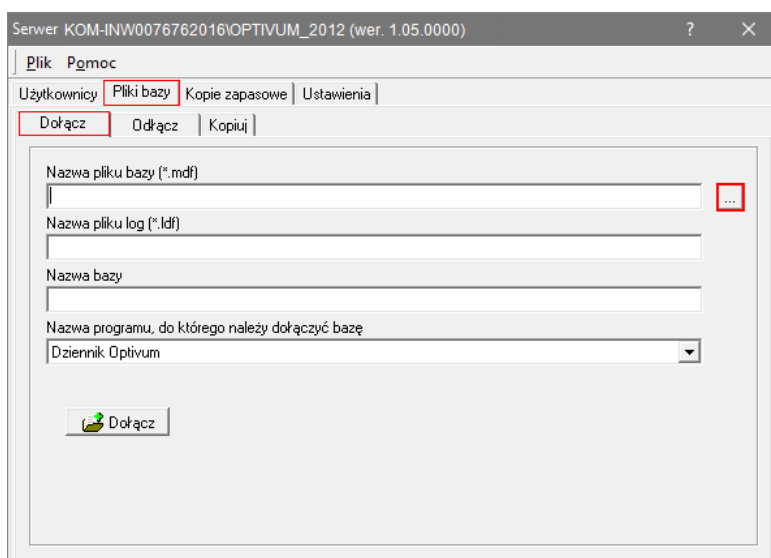 Serwer KOM-INW0076762016\OPTIVUM_2012 (wer. 1.05.0000) ?
Plik Pomoc
Użytkownicy Pliki bazy Kopie zapasowe Ustawienia
Dołącz Odłącz Kopiuj
Nazwa pliku bazy (*.mdf)
...
Nazwa pliku log (*.ldf)
Nazwa bazy
Nazwa programu, do którego należy dołączyć bazę
Dziennik Optivum
Dołącz